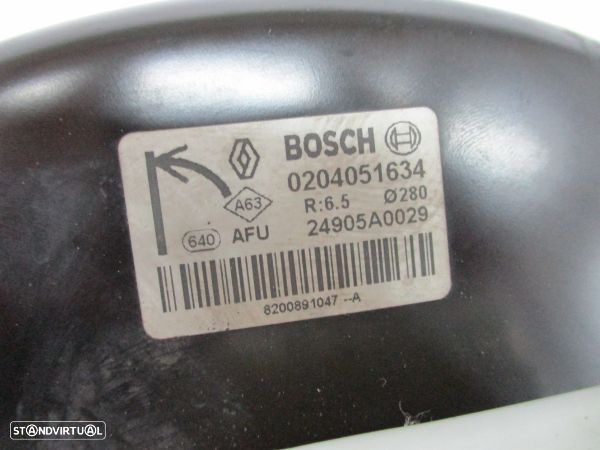 BOSCH
0204051634
A63
R:6.5 Ø280
640 AFU 24905A0029
8200891047--A
STANDVIRTUAL